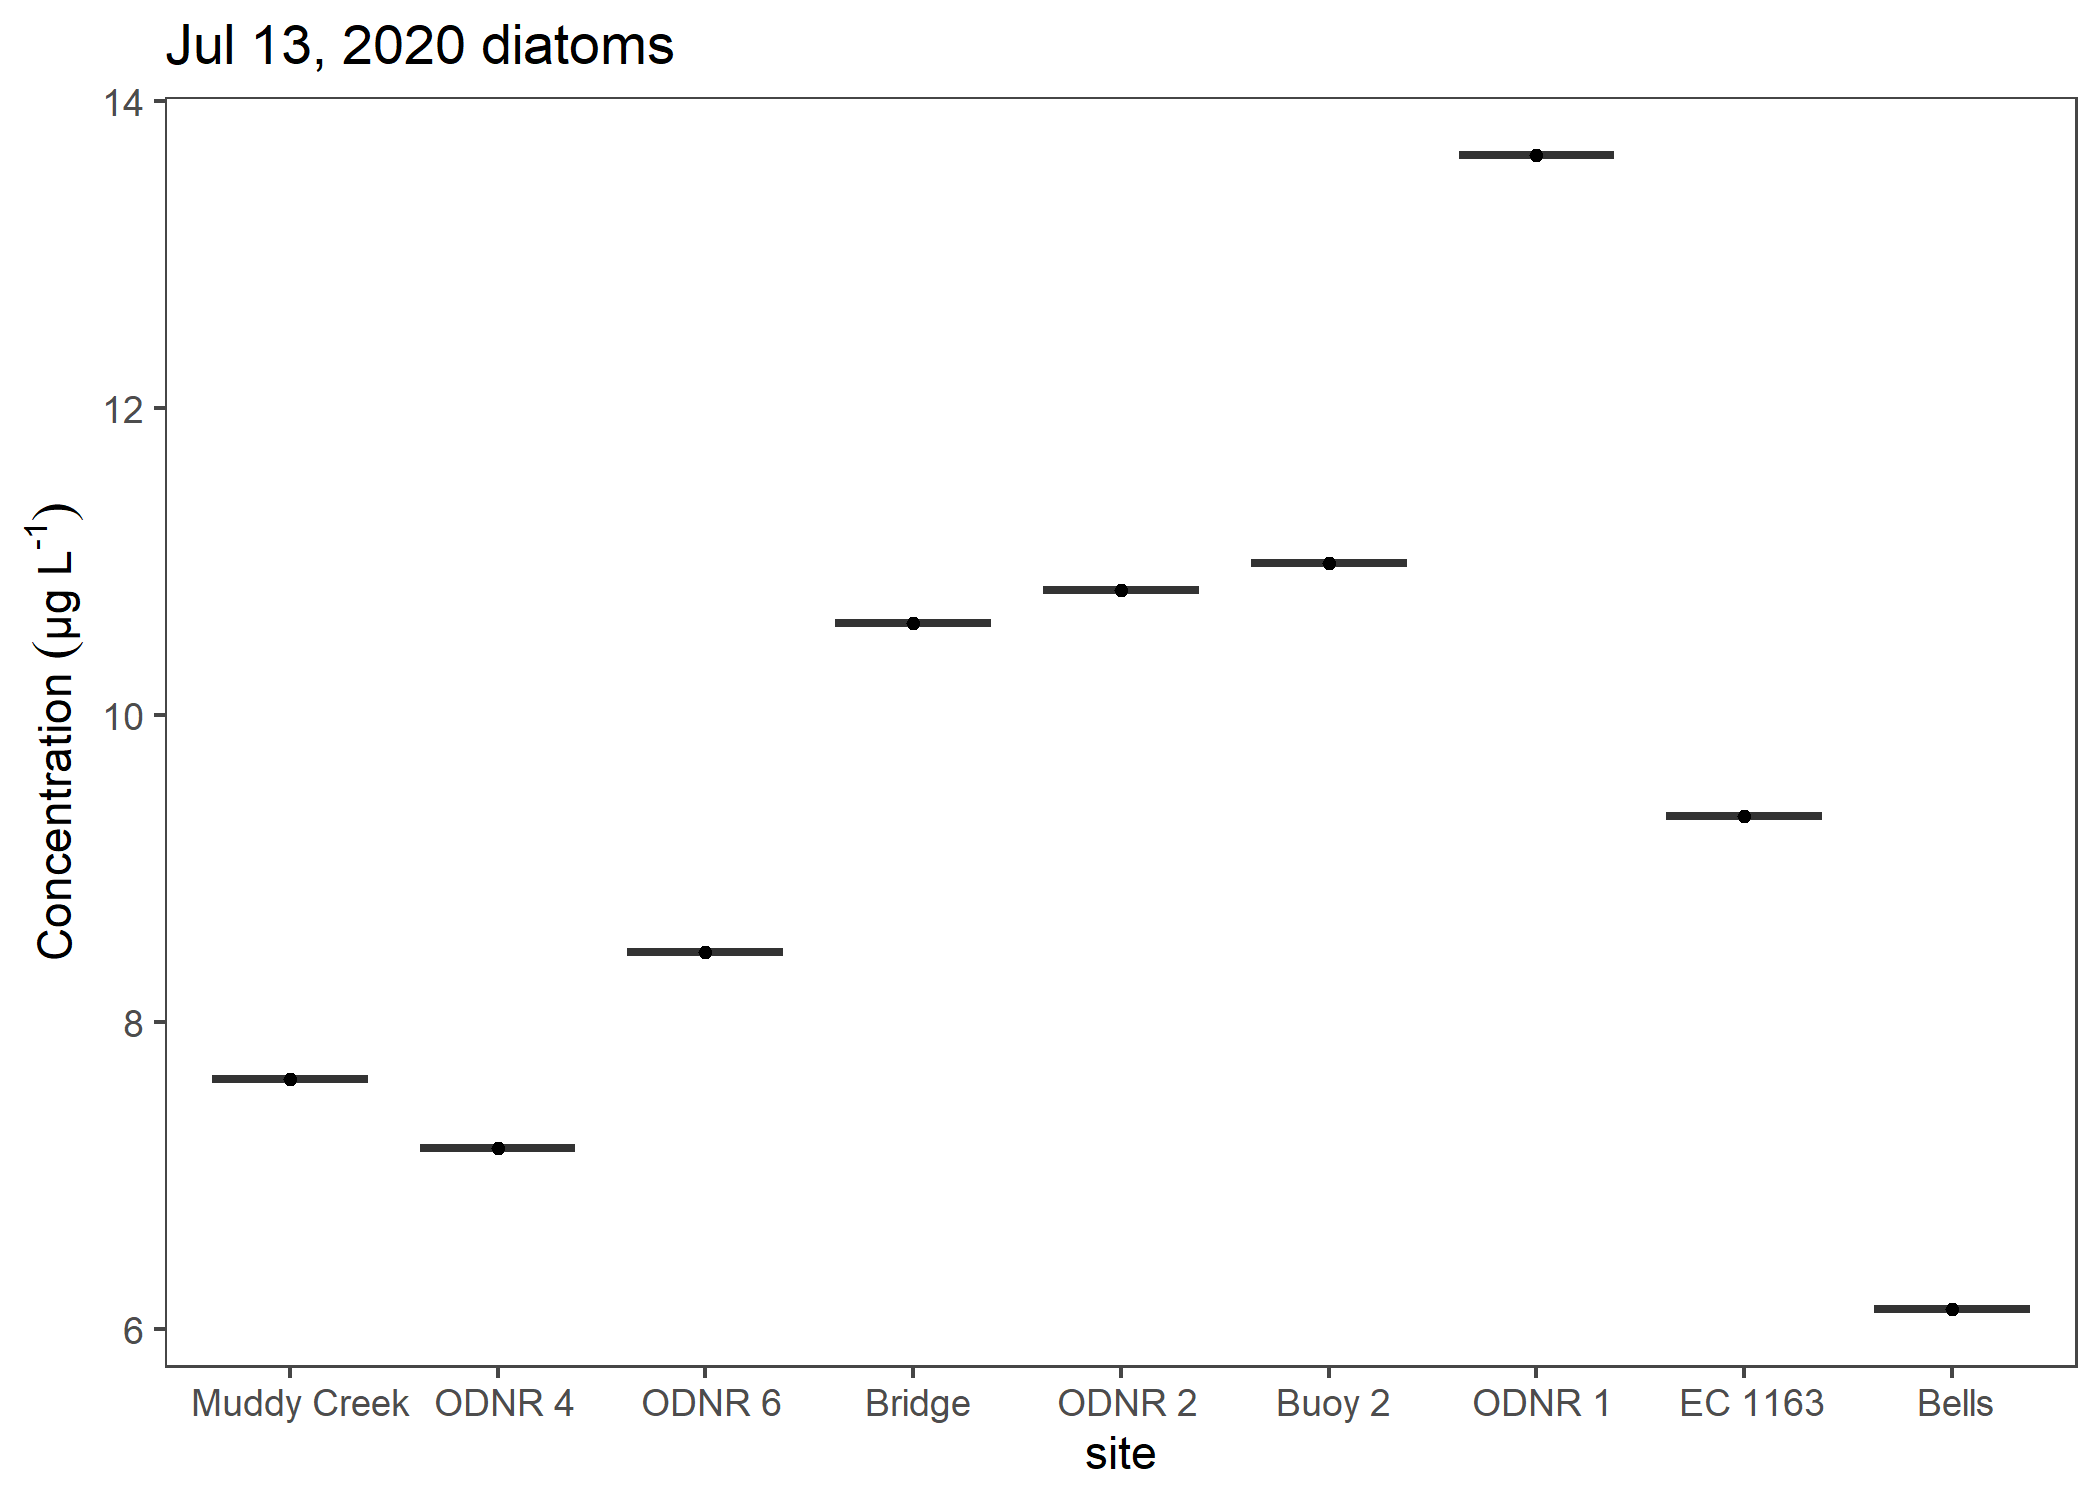 Jul 13, 2020 diatoms
14
12
10
8
6
Concentration (µg L-1)
Muddy Creek ODNR 4 ODNR 6 Bridge ODNR 2 Buoy 2 ODNR 1 EC 1163 Bells
site